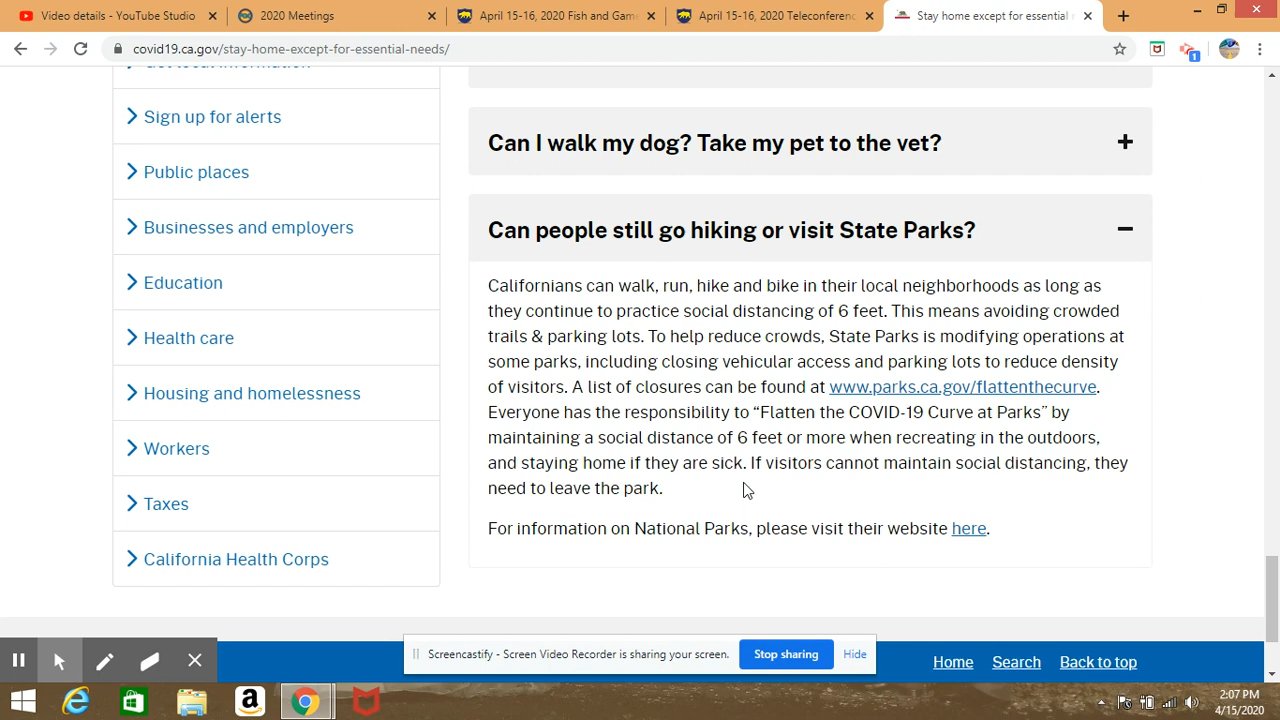 Video details - YouTube Studio
2020 Meetings
April 15-16, 2020 Fish and Game
April 15-16, 2020 Teleconferenc
Stay home except for essential
covid19.ca.gov/stay-home-except-for-essential-needs/
1
Get local information
Sign up for alerts
Public places
Businesses and employers
Education
Health care
Housing and homelessness
Workers
Taxes
California Health Corps
Can I walk my dog? Take my pet to the vet?
Can people still go hiking or visit State Parks?
Californians can walk, run, hike and bike in their local neighborhoods as long as
they continue to practice social distancing of 6 feet. This means avoiding crowded
trails & parking lots. To help reduce crowds, State Parks is modifying operations at
some parks, including closing vehicular access and parking lots to reduce density
of visitors. A list of closures can be found at www.parks.ca.gov/flattenthecurve.
Everyone has the responsibility to “Flatten the COVID-19 Curve at Parks” by
maintaining a social distance of 6 feet or more when recreating in the outdoors,
and staying home if they are sick. If visitors cannot maintain social distancing, they
need to leave the park.
For information on National Parks, please visit their website here.
Screencastify - Screen Video Recorder is sharing your screen.
Stop sharing
Hide
Home
Search
Back to top
2:07 PM
4/15/2020